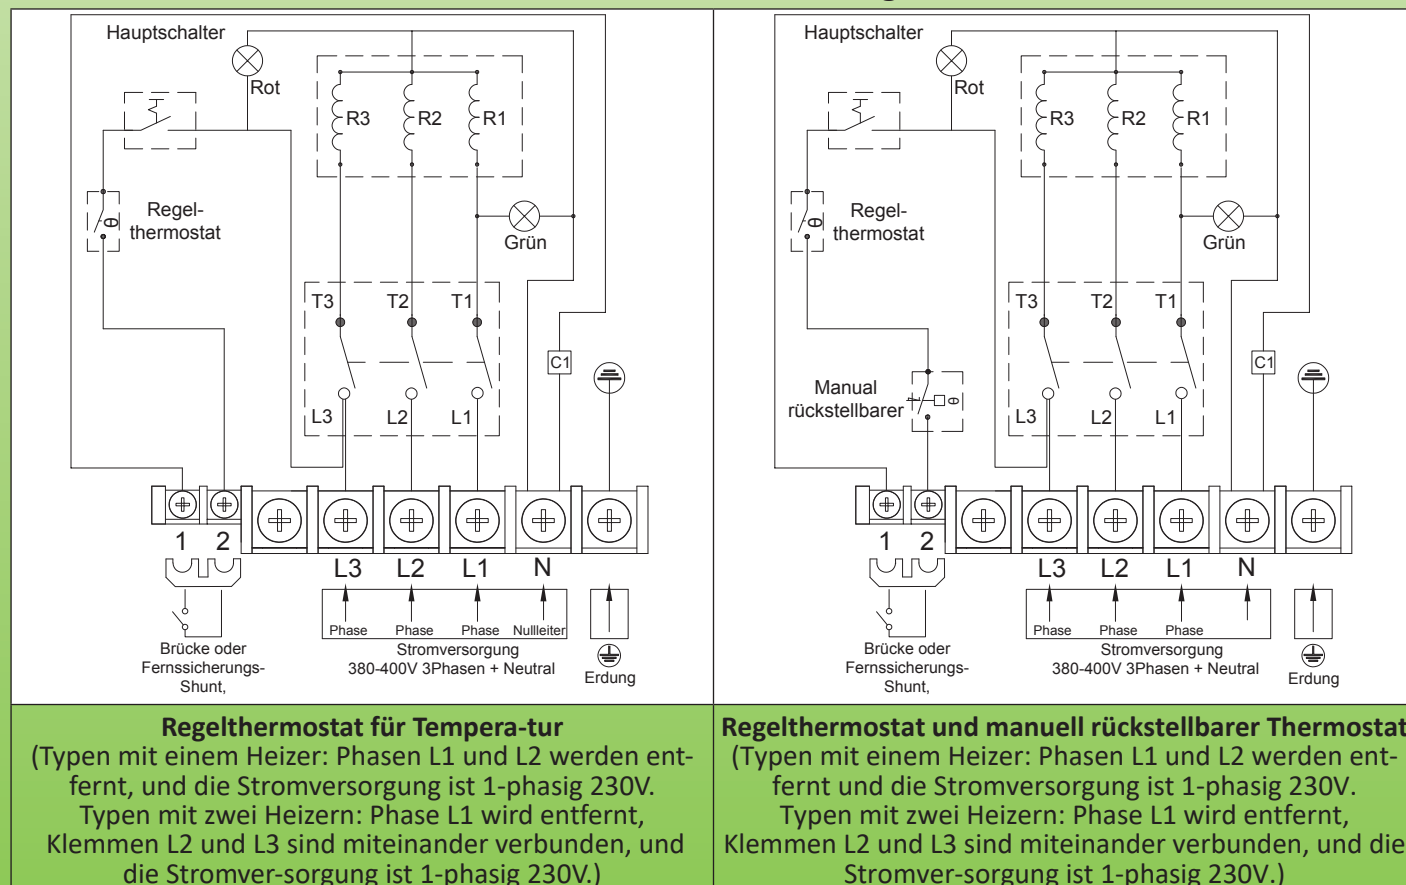 Hauptschalter
Rot
R3 R2 R1
Regel-
thermostat
θ
Grün
T3 T2 T1
C1
L3 L2 L1
1 2
L3 L2 L1 N
Phase Phase Phase Nullleiter
Brücke oder
Fernssicherungs-
Shunt,
Stromversorgung
380-400V 3Phasen + Neutral
Erdung
Regelthermostat für Tempera-tur
(Typen mit einem Heizer: Phasen L1 und L2 werden ent-
fernt, und die Stromversorgung ist 1-phasig 230V.
Typen mit zwei Heizern: Phase L1 wird entfernt,
Klemmen L2 und L3 sind miteinander verbunden, und
die Stromver-sorgung ist 1-phasig 230V.)
Hauptschalter
Rot
R3 R2 R1
Regel-
thermostat
θ
Grün
T3 T2 T1
C1
Manual
rückstellbarer
θ
L3 L2 L1
1 2
L3 L2 L1 N
Phase Phase Phase
Brücke oder
Fernssicherungs-
Shunt,
Stromversorgung
380-400V 3Phasen + Neutral
Erdung
Regelthermostat und manuell rückstellbarer Thermostat
(Typen mit einem Heizer: Phasen L1 und L2 werden ent-
fernt und die Stromversorgung ist 1-phasig 230V.
Typen mit zwei Heizern: Phase L1 wird entfernt,
Klemmen L2 und L3 sind miteinander verbunden, und die
Stromver-sorgung ist 1-phasig 230V.)